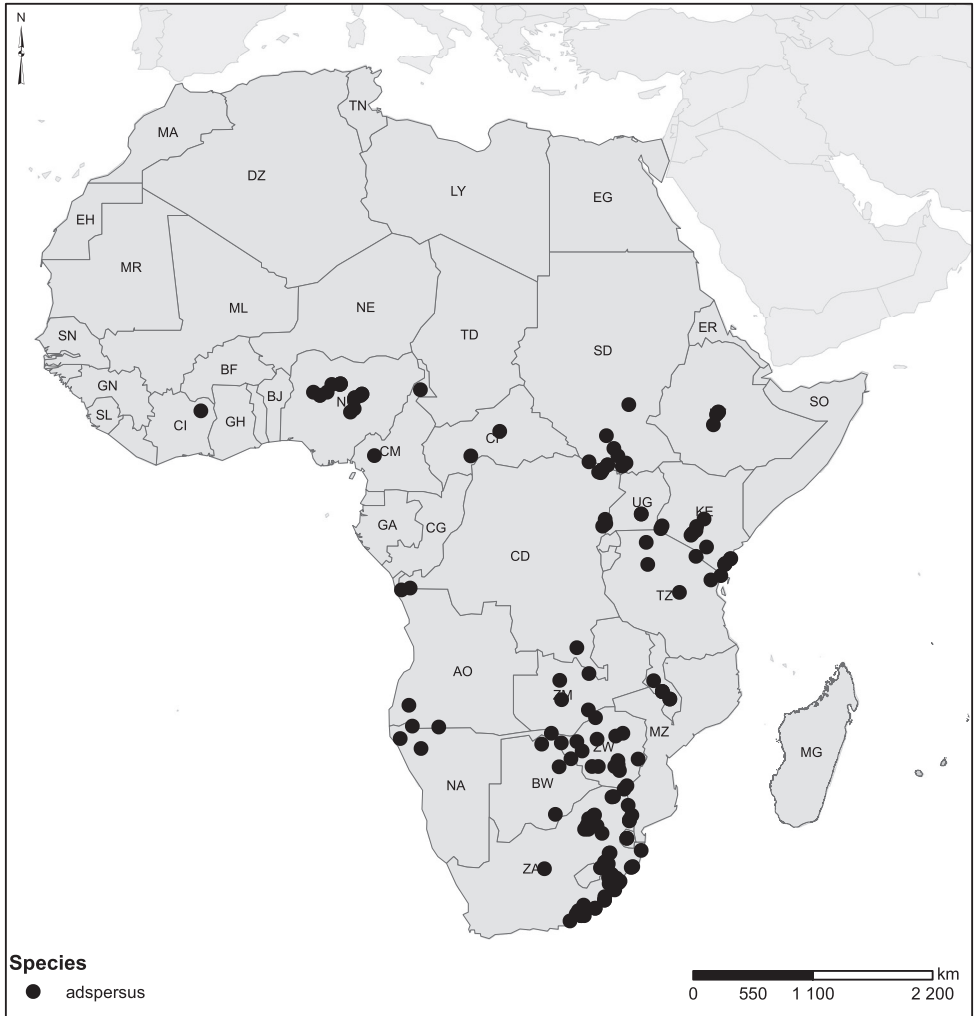 N
TN
MA
DZ
LY
EG
EH
MR
ML
NE
TD
SD
ER
SN
BF
GN
BJ
SO
SL
CI
GH
CM
UG
KE
GA
CG
CD
TZ
AO
ZM
MZ
ZW
MG
BW
NA
ZA
Species
adspersus
km
0 550 1 100 2 200